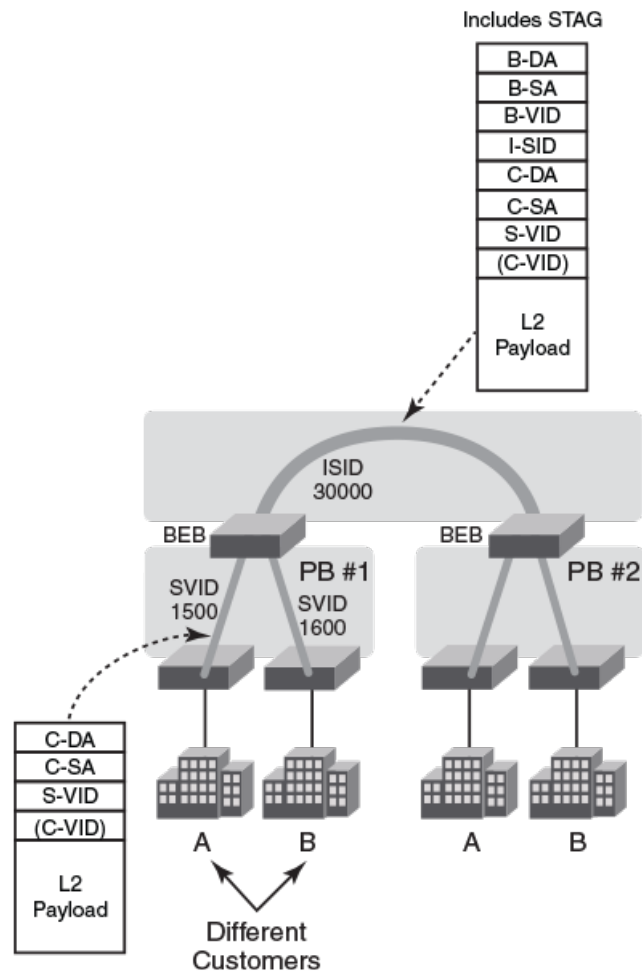 Includes STAG
B-DA
B-SA
B-VID
I-SID
C-DA
C-SA
S-VID
(C-VID)
L2
Payload
ISID
30000
BEB
BEB
PB #1
PB #2
SVID
1500
SVID
1600
C-DA
C-SA
S-VID
(C-VID)
L2
Payload
A
B
A
B
Different
Customers